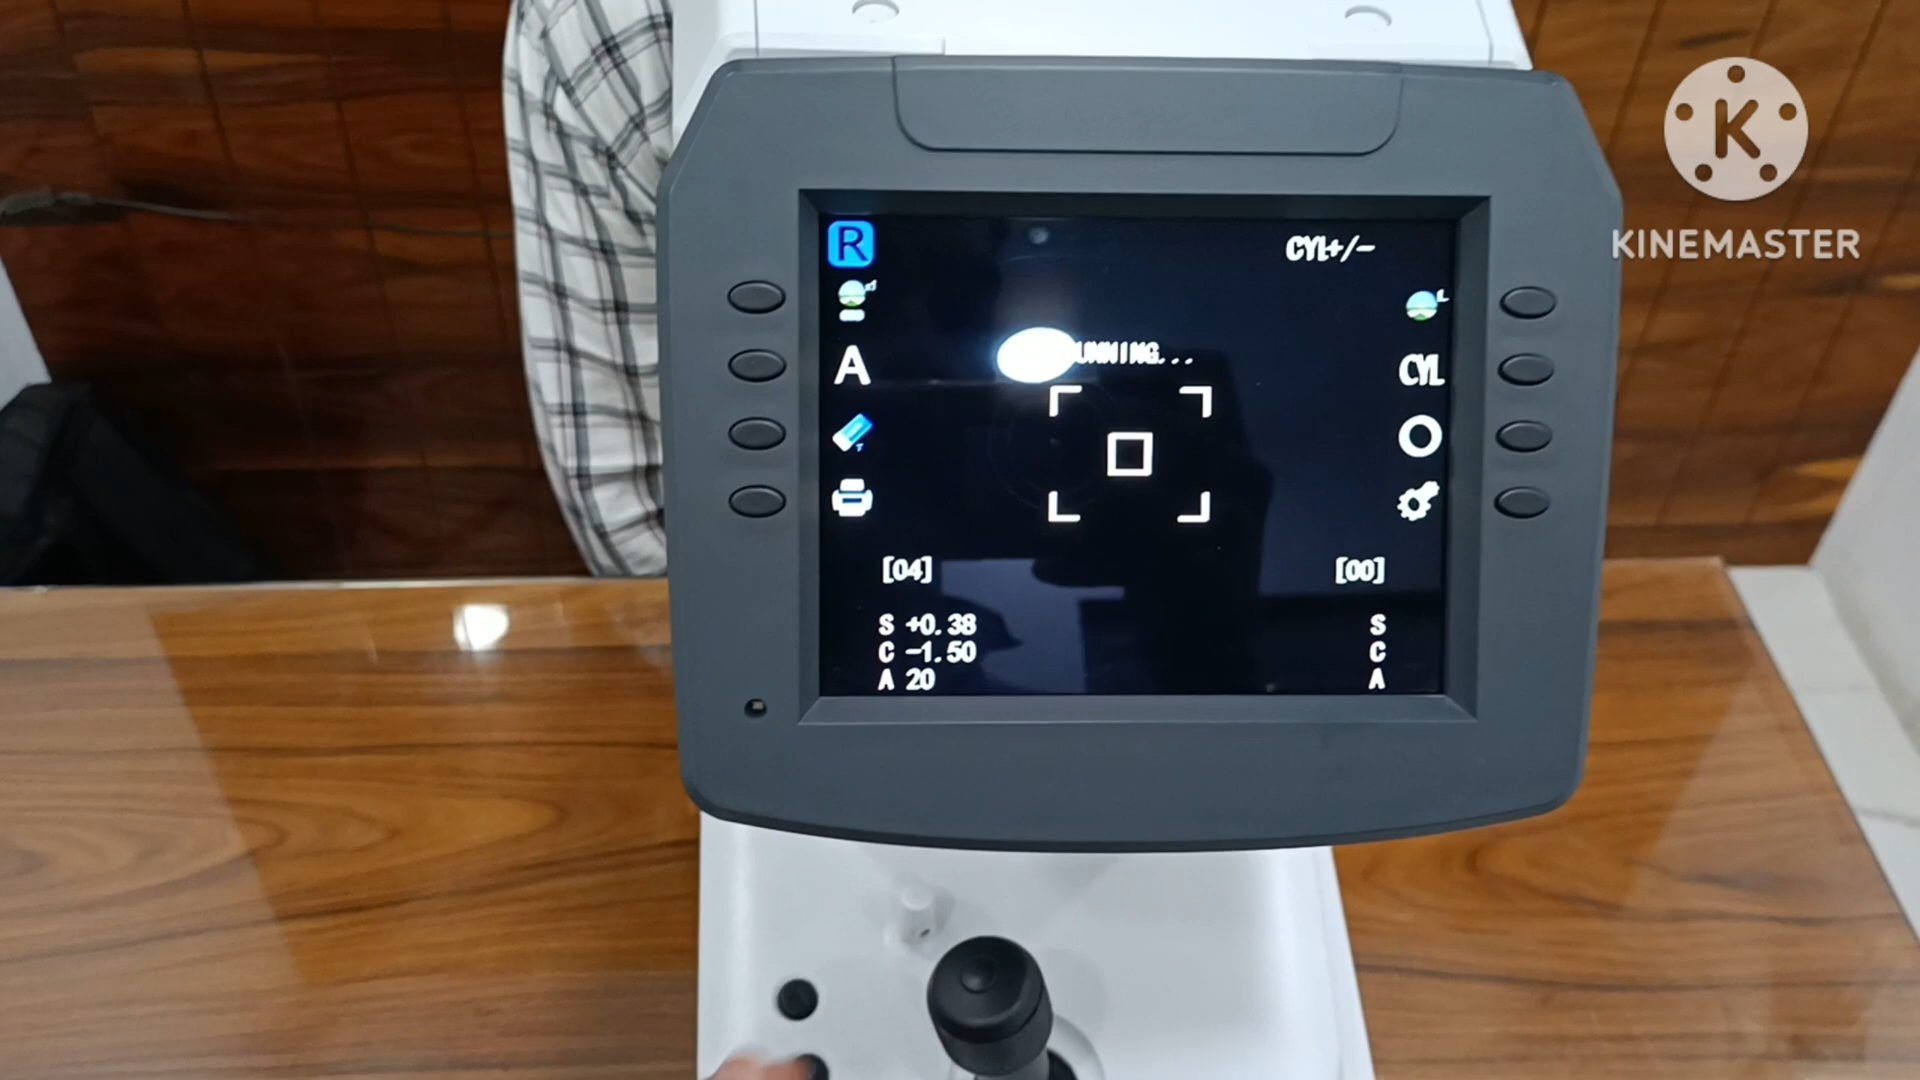 R
CYL+/-
UNNING...
A
CYL
[04]
[00]
S +0.38
C -1.50
A 20
S
C
A
K
KINEMASTER